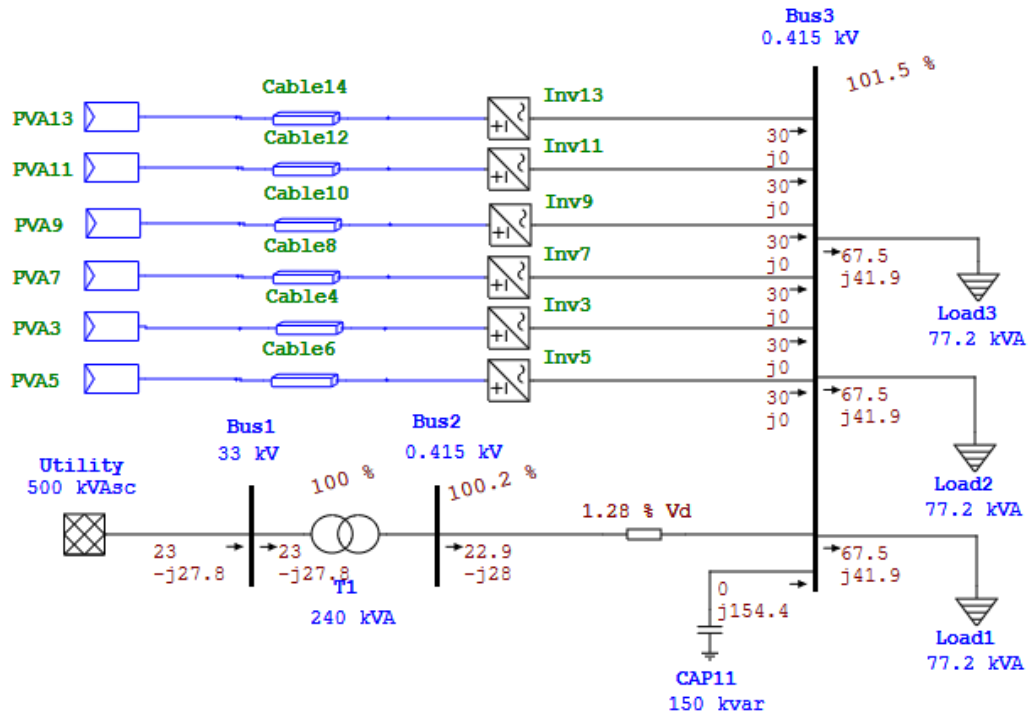 Bus3
0.415 kV
101.5 %
Cable14
Inv13
PVA13
30
j0
Cable12
Inv11
PVA11
30
j0
Cable10
Inv9
PVA9
30
j0
67.5
j41.9
Cable8
Inv7
PVA7
30
j0
Load3
77.2 kVA
Cable4
Inv3
PVA3
30
j0
Cable6
Inv5
PVA5
30
j0
67.5
j41.9
Bus1
33 kV
Bus2
0.415 kV
Utility
500 kVAsc
100 %
100.2 %
Load2
77.2 kVA
1.28 % Vd
23
-j27.8
23
-j27.8
22.9
-j28
67.5
j41.9
T1
240 kVA
0
j154.4
Load1
77.2 kVA
CAP11
150 kvar